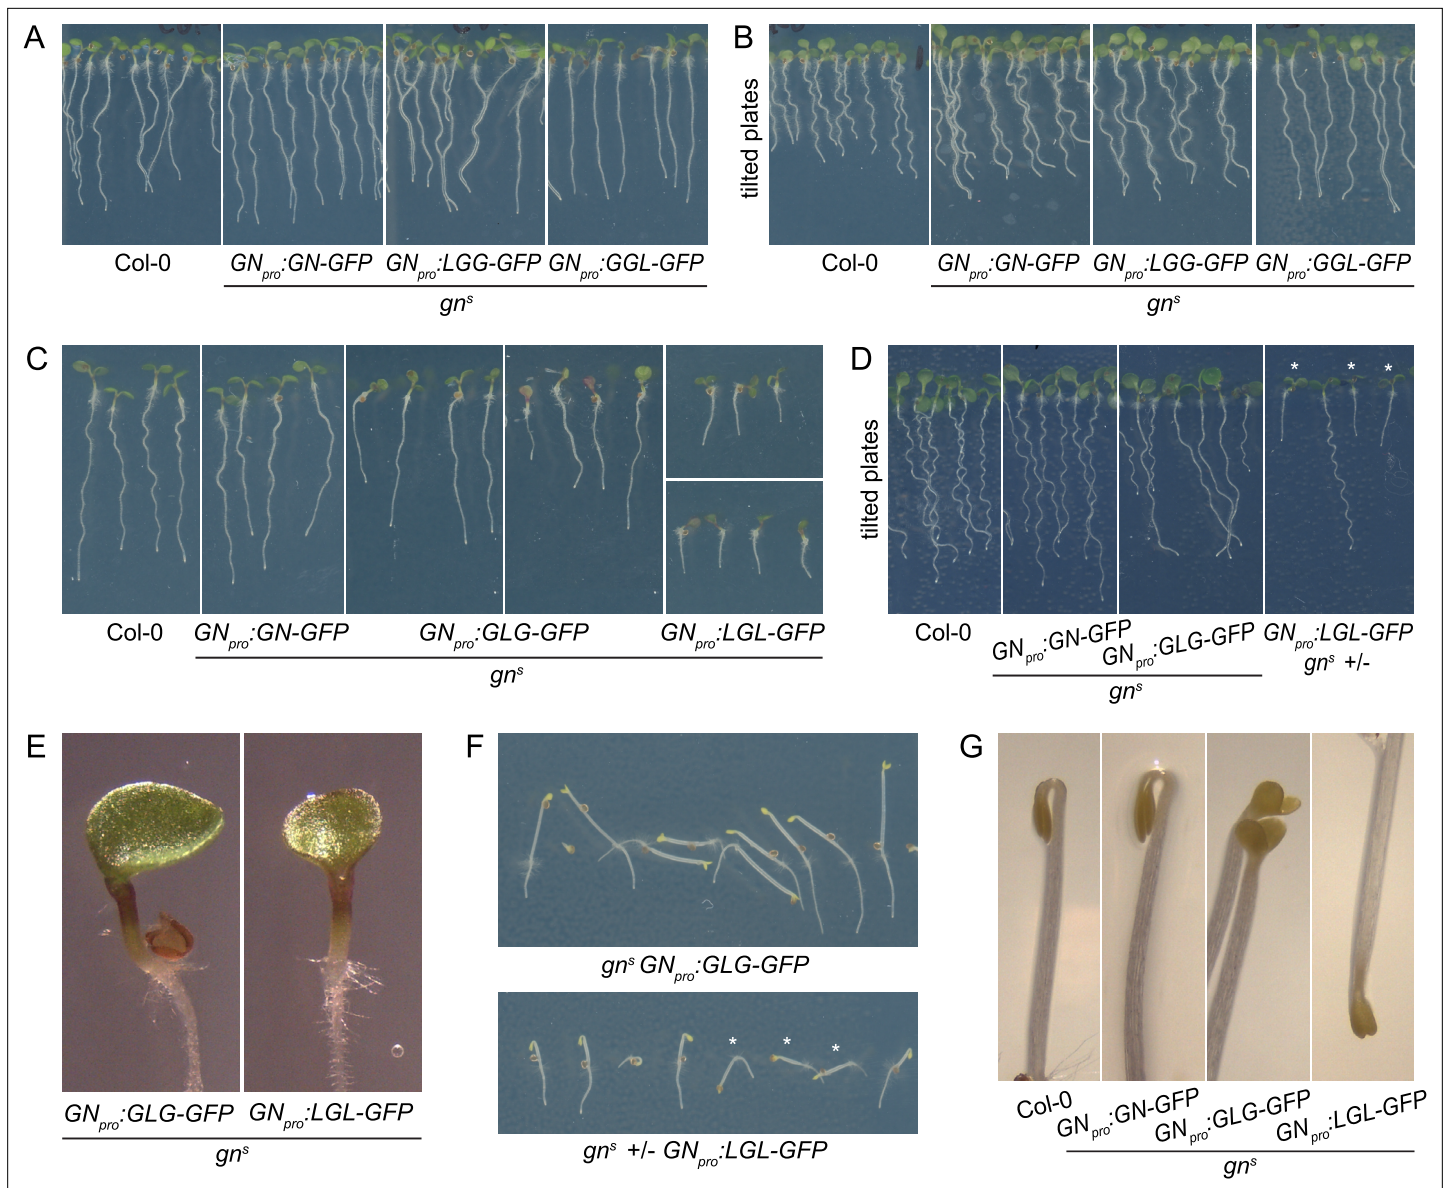 A
Col-0
GNpro:GN-GFP
GNpro:LGG-GFP
GNpro:GGL-GFP
gns
B
tilted plates
Col-0
GNpro:GN-GFP
GNpro:LGG-GFP
GNpro:GGL-GFP
gns
C
Col-0
GNpro:GN-GFP
GNpro:GLG-GFP
GNpro:LGL-GFP
gns
D
tilted plates
* * *
Col-0
GNpro:GN-GFP
GNpro:GLG-GFP
GNpro:LGL-GFP
gns +/-
gns
E
GNpro:GLG-GFP
GNpro:LGL-GFP
gns
F
gns GNpro:GLG-GFP
* * *
gns +/- GNpro:LGL-GFP
G
Col-0
GNpro:GN-GFP
GNpro:GLG-GFP
GNpro:LGL-GFP
gns